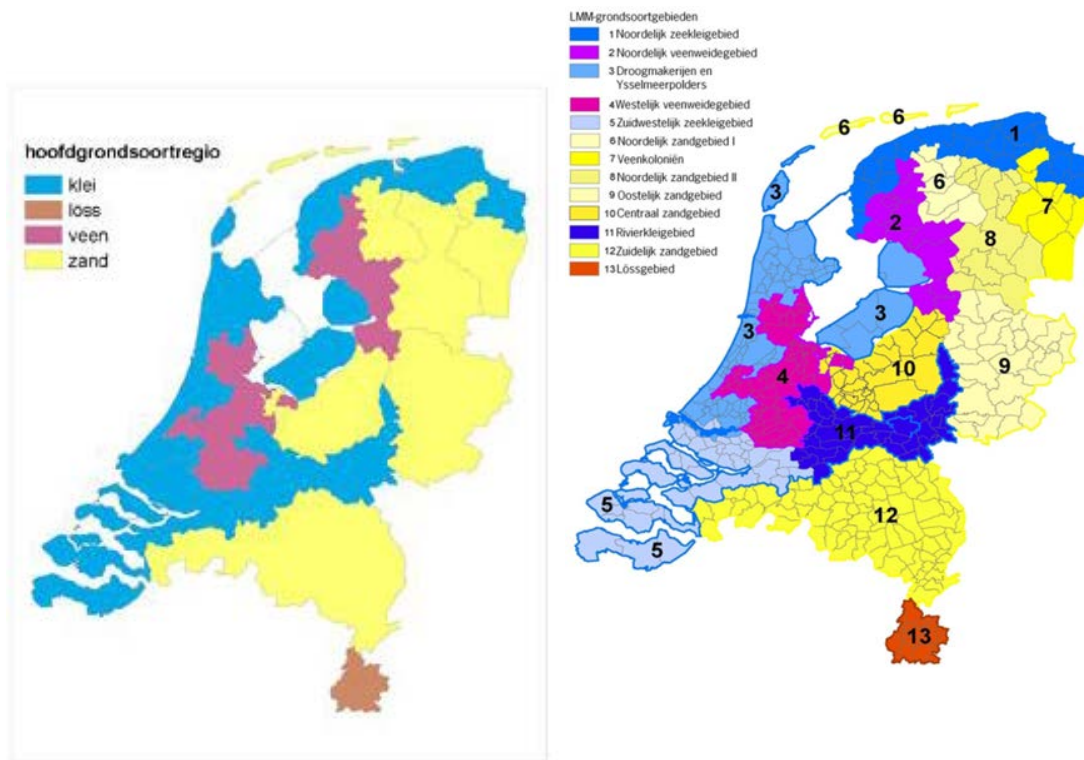 hoofdgrondsoortregio
klei
loss
veen
zand
LMM-grondsoortgebieden
1 Noordelijk zeekleigebied
2 Noordelijk veenweidegebied
3 Droogmakerijen en
Ysselmeerpolders
4 Westelijk veenweidegebied
5 Zuidwestelijk zeekleigebied
6 Noordelijk zandgebied I
7 Veenkoloniën
8 Noordelijk zandgebied II
9 Oostelijk zandgebied
10 Centraal zandgebied
11 Rivierkleigebied
12 Zuidelijk zandgebied
13 Lössgebied
6
6
1
3
6
7
2
8
3
3
10
9
4
11
5
12
5
13